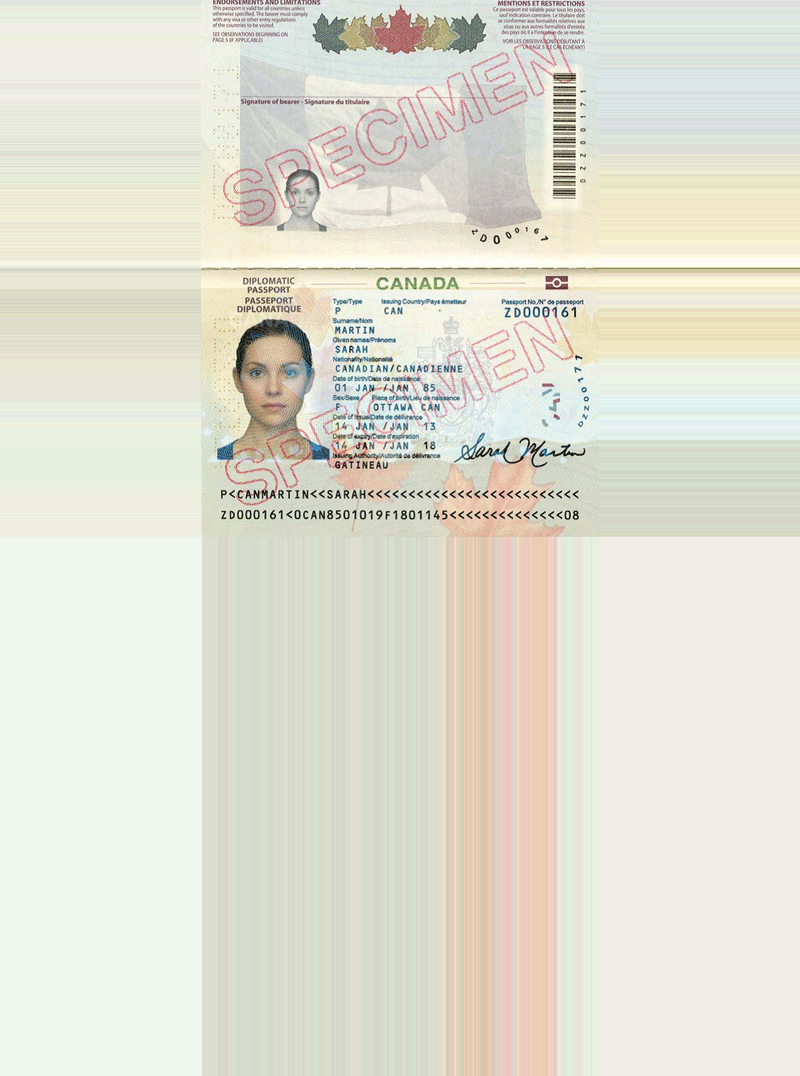 ENDORSEMENTS AND LIMITATIONS
This passport is valid for all countries unless
otherwise specified. The bearer must comply
with any visa or other entry regulations
of the countries to be visited.
SEE OBSERVATIONS BEGINNING ON
PAGE 5 (IF APPLICABLE)
MENTIONS ET RESTRICTIONS
Ce passeport est valable pour tous les pays,
sauf indication contraire. Le titulaire doit
se conformer aux formalités relatives aux
visas ou aux autres formalités d'entrée
des pays où il a l'intention de se rendre.
VOIR LES OBSERVATIONS DÉBUTANT À
LA PAGE 5 (LE CAS ÉCHÉANT)
Signature of bearer - Signature du titulaire
SPECIMEN
DZZ00171
ZD000167
DIPLOMATIC
PASSPORT
PASSEPORT
DIPLOMATIQUE
CANADA
Type/Type Issuing Country/Pays émetteur Passport No./N° de passeport
P CAN ZD000161
Surname/Nom
MARTIN
Given names/Prénoms
SARAH
Nationality/Nationalité
CANADIAN/CANADIENNE
Date of birth/Date de naissance
01 JAN /JAN 85
Sex/Sexe Place of birth/Lieu de naissance
F OTTAWA CAN
Date of issue/Date de délivrance
14 JAN /JAN 13
Date of expiry/Date d'expiration
14 JAN /JAN 18
Issuing Authority/Autorité de délivrance
GATINEAU
Sarah Martin
SPECIMEN
P<CANMARTIN<<SARAH<<<<<<<<<<<<<<<<<<<<<<<<<<
ZD000161<0CAN8501019F1801145<<<<<<<<<<<<<<08